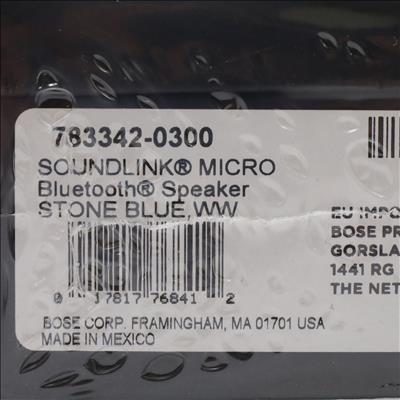 783342-0300
SOUNDLINK® MICRO
Bluetooth® Speaker
STONE BLUE,WW
0 17817 76841 2
BOSE CORP. FRAMINGHAM, MA 01701 USA
MADE IN MEXICO
EU IMPO
BOSE PR
GORSLA
1441 RG
THE NET